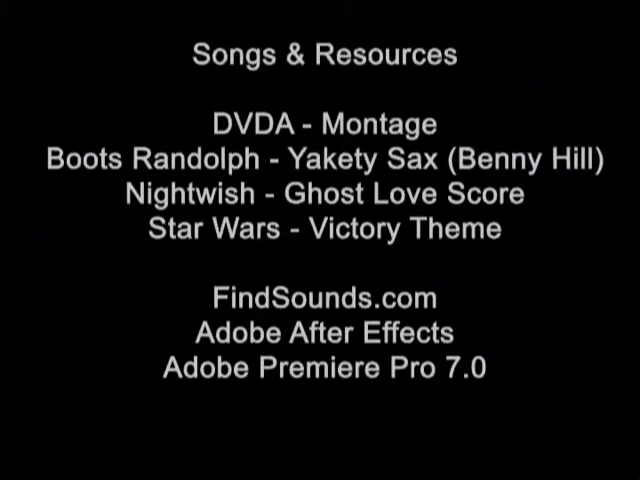 Songs & Resources
DVDA - Montage
Boots Randolph - Yakety Sax (Benny Hill)
Nightwish - Ghost Love Score
Star Wars - Victory Theme
FindSounds.com
Adobe After Effects
Adobe Premiere Pro 7.0